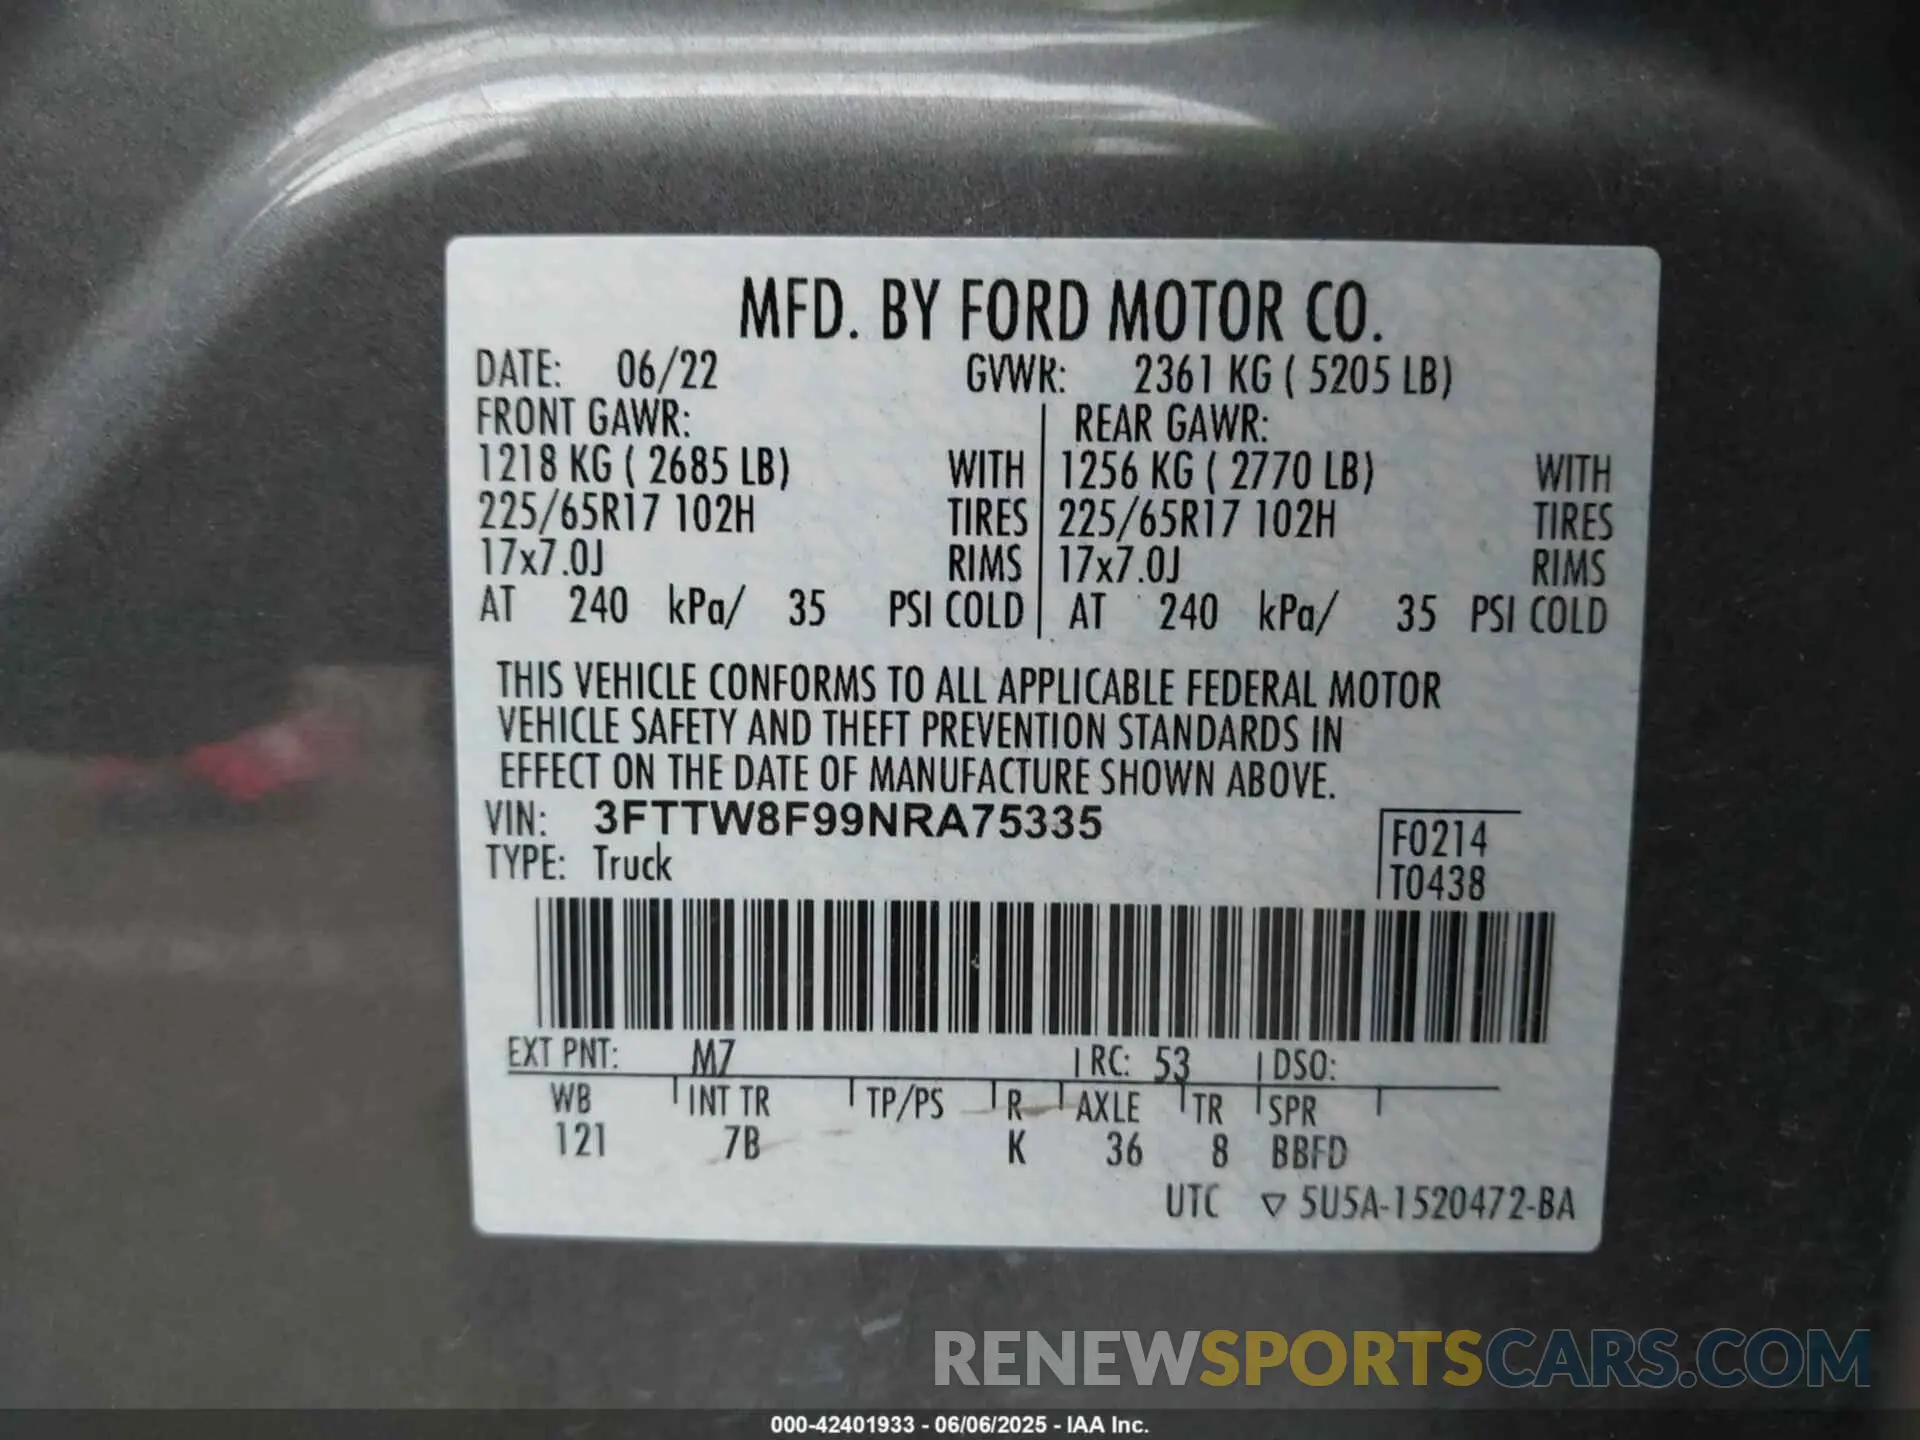 MFD. BY FORD MOTOR CO.
DATE: 06/22 GVWR: 2361 KG ( 5205 LB)
FRONT GAWR: REAR GAWR:
1218 KG ( 2685 LB) WITH 1256 KG ( 2770 LB) WITH
225/65R17 102H TIRES 225/65R17 102H TIRES
17x7.0J RIMS 17x7.0J RIMS
AT 240 kPa/ 35 PSI COLD AT 240 kPa/ 35 PSI COLD
THIS VEHICLE CONFORMS TO ALL APPLICABLE FEDERAL MOTOR
VEHICLE SAFETY AND THEFT PREVENTION STANDARDS IN
EFFECT ON THE DATE OF MANUFACTURE SHOWN ABOVE.
VIN: 3FTTW8F99NRA75335 F0214
TYPE: Truck T0438
EXT PNT: M7 RC: 53 DSO:
WB INT TR TP/PS R AXLE TR SPR
121 7B K 36 8 BBFD
UTC ▽ 5U5A-1520472-BA
RENEWSPORTSCARS.COM
000-42401933 - 06/06/2025 - IAA Inc.